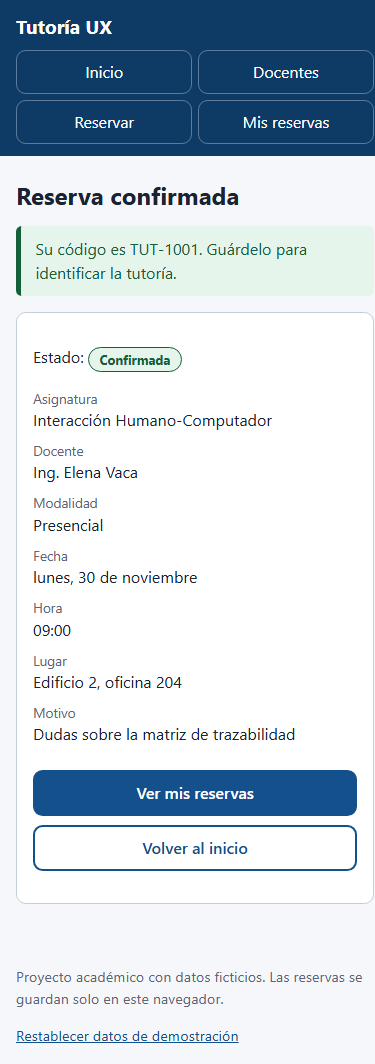 Tutoría UX
Inicio
Docentes
Reservar
Mis reservas
Reserva confirmada
Su código es TUT-1001. Guárdelo para
identificar la tutoría.
Estado: Confirmada
Asignatura
Interacción Humano-Computador
Docente
Ing. Elena Vaca
Modalidad
Presencial
Fecha
lunes, 30 de noviembre
Hora
09:00
Lugar
Edificio 2, oficina 204
Motivo
Dudas sobre la matriz de trazabilidad
Ver mis reservas
Volver al inicio
Proyecto académico con datos ficticios. Las reservas se
guardan solo en este navegador.
Restablecer datos de demostración